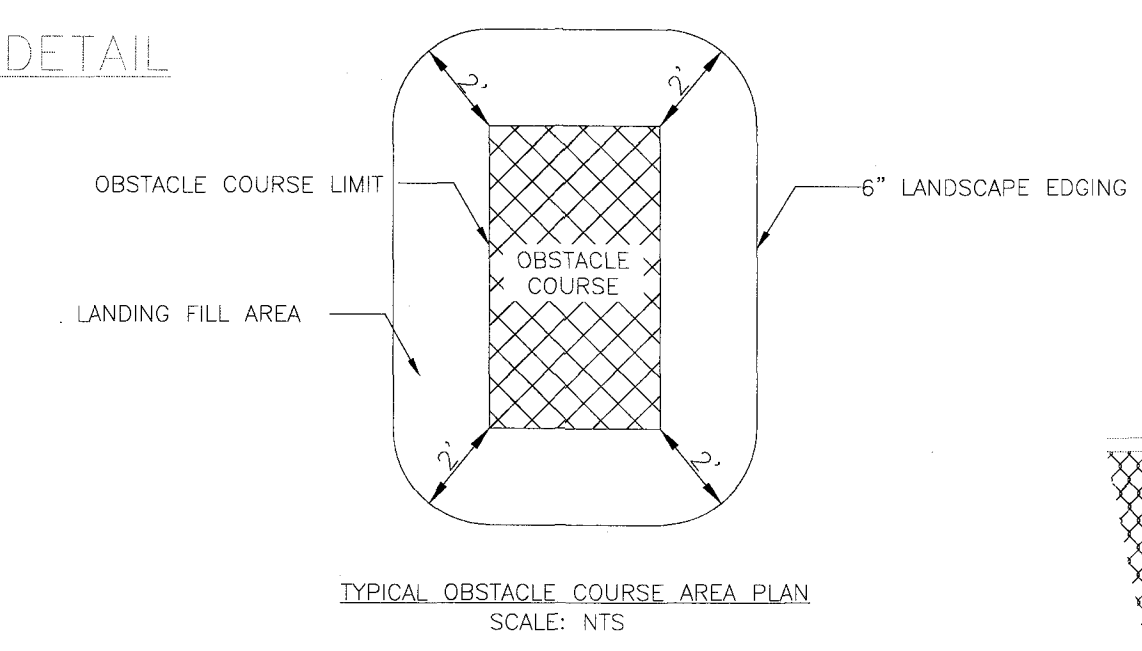 DETAIL
2'
2'
OBSTACLE COURSE LIMIT
6" LANDSCAPE EDGING
OBSTACLE
COURSE
LANDING FILL AREA
2'
2'
TYPICAL OBSTACLE COURSE AREA PLAN
SCALE: NTS